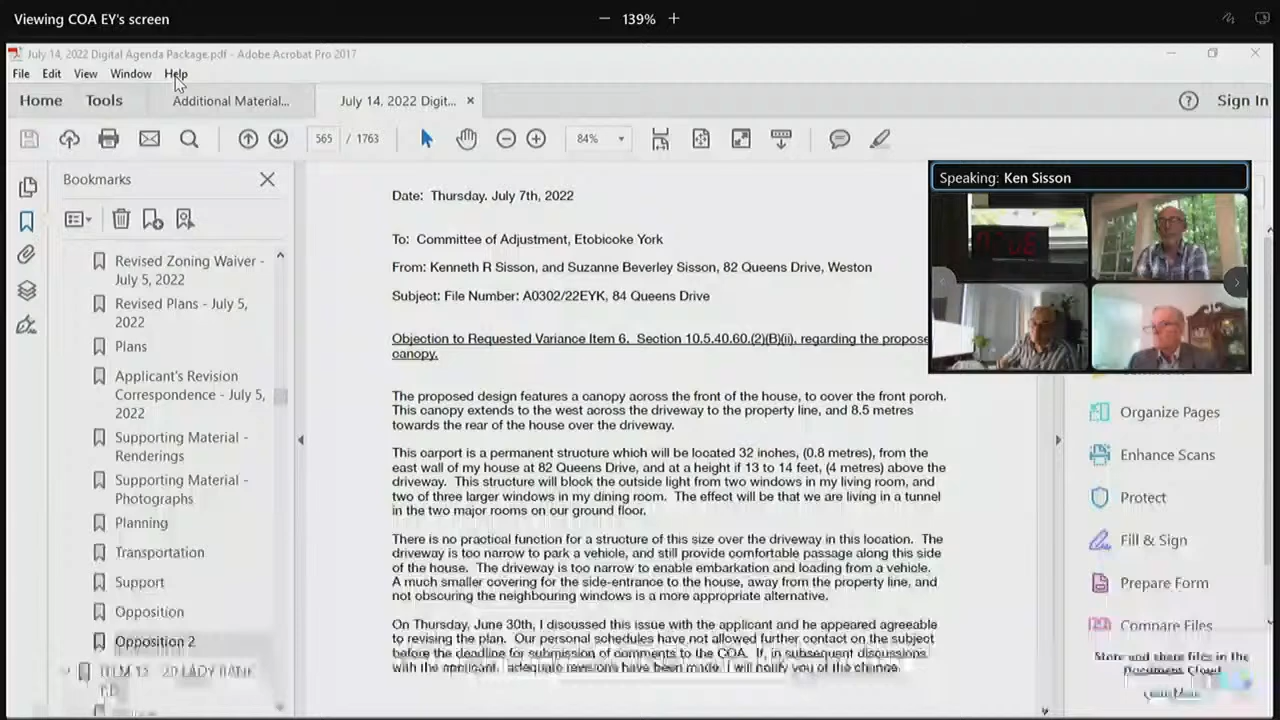 Viewing COA EY's screen
139%
July 14, 2022 Digital Agenda Package.pdf - Adobe Acrobat Pro 2017
File Edit View Window Help
Home Tools Additional Material... July 14, 2022 Digit... × Sign In
565 / 1763 84%
Bookmarks
Revised Zoning Waiver -
July 5, 2022
Revised Plans - July 5,
2022
Plans
Applicant's Revision
Correspondence - July 5,
2022
Supporting Material -
Renderings
Supporting Material -
Photographs
Planning
Transportation
Support
Opposition
Opposition 2
Date: Thursday. July 7th, 2022
To: Committee of Adjustment, Etobicoke York
From: Kenneth R Sisson, and Suzanne Beverley Sisson, 82 Queens Drive, Weston
Subject: File Number: A0302/22EYK, 84 Queens Drive
Objection to Requested Variance Item 6. Section 10.5.40.60.(2)(B)(ii), regarding the propose
canopy.
The proposed design features a canopy across the front of the house, to cover the front porch.
This canopy extends to the west across the driveway to the property line, and 8.5 metres
towards the rear of the house over the driveway.
This carport is a permanent structure which will be located 32 inches, (0.8 metres), from the
east wall of my house at 82 Queens Drive, and at a height if 13 to 14 feet, (4 metres) above the
driveway. This structure will block the outside light from two windows in my living room, and
two of three larger windows in my dining room. The effect will be that we are living in a tunnel
in the two major rooms on our ground floor.
There is no practical function for a structure of this size over the driveway in this location. The
driveway is too narrow to park a vehicle, and still provide comfortable passage along this side
of the house. The driveway is too narrow to enable embarkation and loading from a vehicle.
A much smaller covering for the side-entrance to the house, away from the property line, and
not obscuring the neighbouring windows is a more appropriate alternative.
On Thursday, June 30th, I discussed this issue with the applicant and he appeared agreeable
to revising the plan. Our personal schedules have not allowed further contact on the subject
before the deadline for submission of comments to the COA. If, in subsequent discussions
with the applicant, adequate revisions have been made, I will notify you of the change.
Speaking: Ken Sisson
Organize Pages
Enhance Scans
Protect
Fill & Sign
Prepare Form
Compare Files
Store and share files in the
Document Cloud